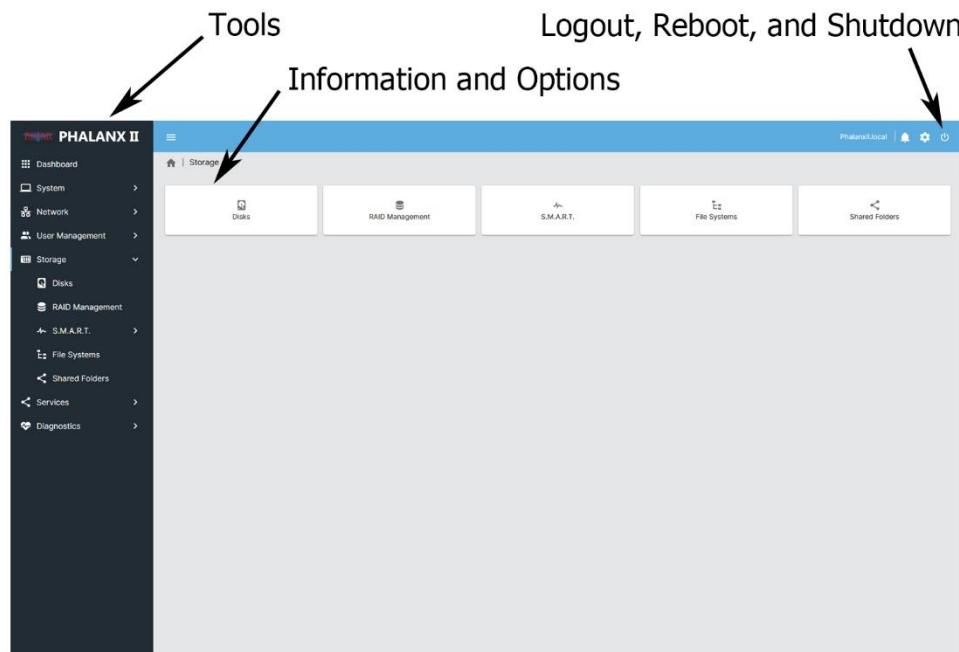 Tools
Logout, Reboot, and Shutdown
Information and Options
PHALANX II
PhalanxII.local
Dashboard
| Storage
System
Network
User Management
Storage
Disks
RAID Management
S.M.A.R.T.
File Systems
Shared Folders
Services
Diagnostics
Disks
RAID Management
S.M.A.R.T.
File Systems
Shared Folders